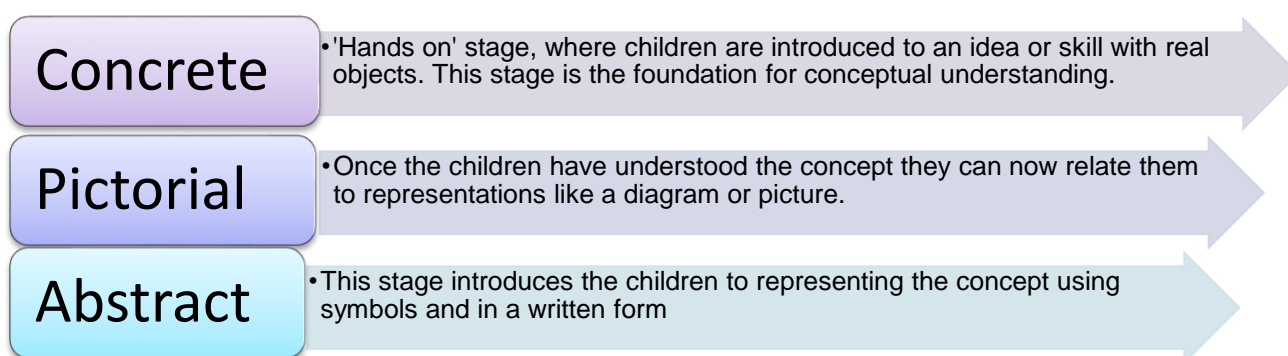 Concrete
•'Hands on' stage, where children are introduced to an idea or skill with real
objects. This stage is the foundation for conceptual understanding.
Pictorial
•Once the children have understood the concept they can now relate them
to representations like a diagram or picture.
Abstract
•This stage introduces the children to representing the concept using
symbols and in a written form